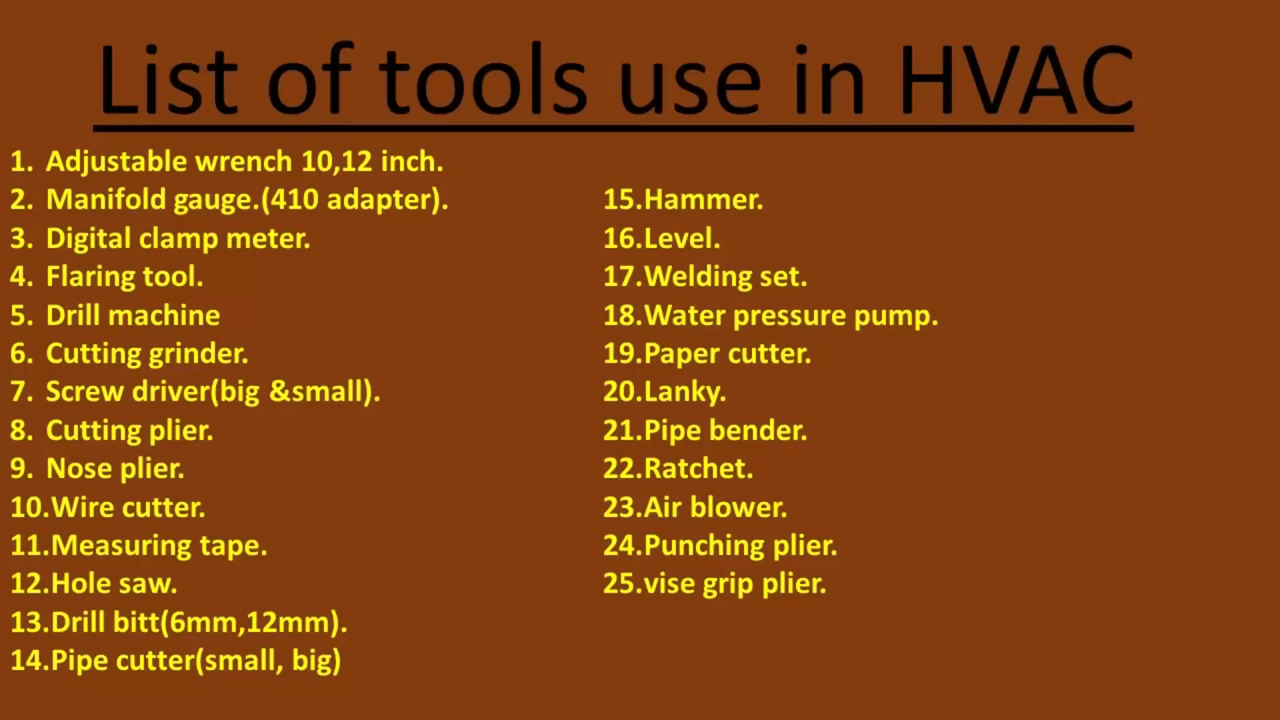 List of tools use in HVAC
1. Adjustable wrench 10,12 inch.
2. Manifold gauge.(410 adapter).
3. Digital clamp meter.
4. Flaring tool.
5. Drill machine
6. Cutting grinder.
7. Screw driver(big &small).
8. Cutting plier.
9. Nose plier.
10.Wire cutter.
11.Measuring tape.
12.Hole saw.
13.Drill bitt(6mm,12mm).
14.Pipe cutter(small, big)
15.Hammer.
16.Level.
17.Welding set.
18.Water pressure pump.
19.Paper cutter.
20.Lanky.
21.Pipe bender.
22.Ratchet.
23.Air blower.
24.Punching plier.
25.vise grip plier.